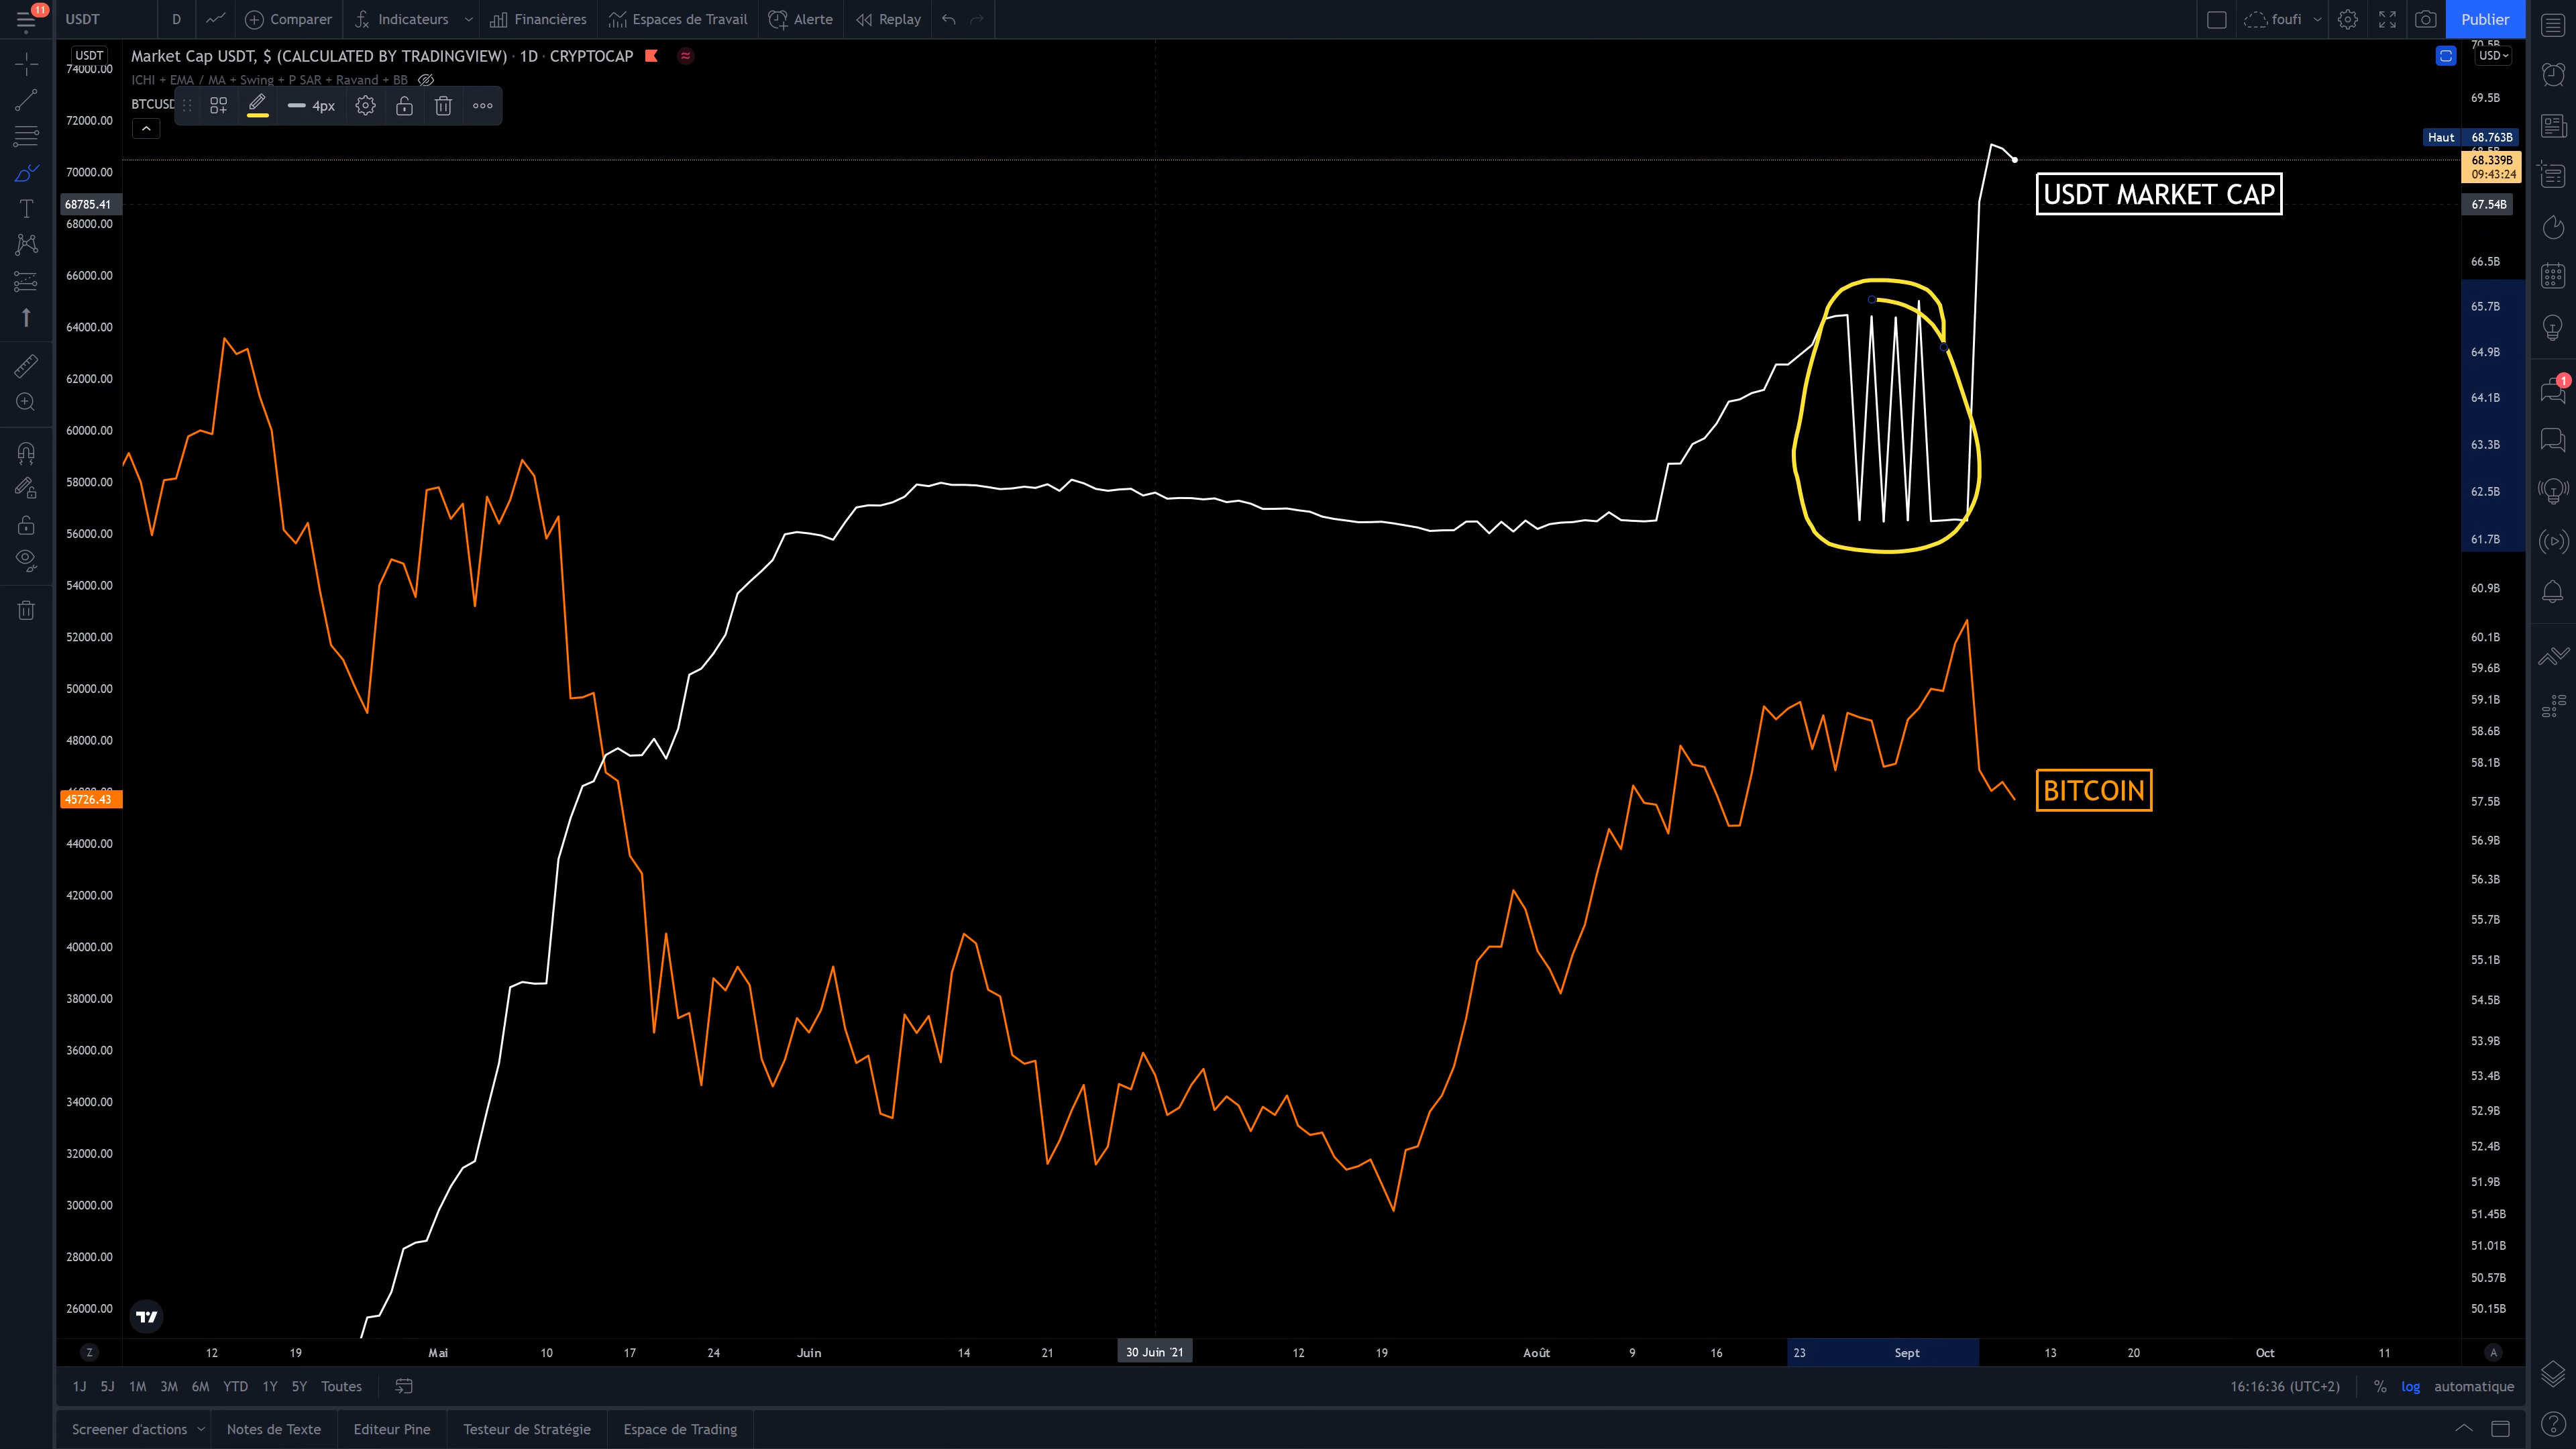 11
USDT
D
Comparer
Indicateurs
Financières
Espaces de Travail
Alerte
Replay
foufi
Publier
USDT
Market Cap USDT, $ (CALCULATED BY TRADINGVIEW) · 1D · CRYPTOCAP
USD
ICHI + EMA / MA + Swing + P SAR + Ravand + BB
BTCUSD
4px
74000.00
72000.00
70000.00
68785.41
68000.00
66000.00
64000.00
62000.00
60000.00
58000.00
56000.00
54000.00
52000.00
50000.00
48000.00
45726.43
44000.00
42000.00
40000.00
38000.00
36000.00
34000.00
32000.00
30000.00
28000.00
26000.00
USDT MARKET CAP
BITCOIN
70.5B
69.5B
Haut 68.763B
68.339B
09:43:24
67.54B
66.5B
65.7B
64.9B
64.1B
63.3B
62.5B
61.7B
60.9B
60.1B
59.6B
59.1B
58.6B
58.1B
57.5B
56.9B
56.3B
55.7B
55.1B
54.5B
53.9B
53.4B
52.9B
52.4B
51.9B
51.45B
51.01B
50.57B
50.15B
1
Z
12
19
Mai
10
17
24
Juin
14
21
30 Juin '21
12
19
Août
9
16
23
Sept
13
20
Oct
11
A
1J 5J 1M 3M 6M YTD 1Y 5Y Toutes
16:16:36 (UTC+2)
%
log
automatique
Screener d'actions
Notes de Texte
Editeur Pine
Testeur de Stratégie
Espace de Trading